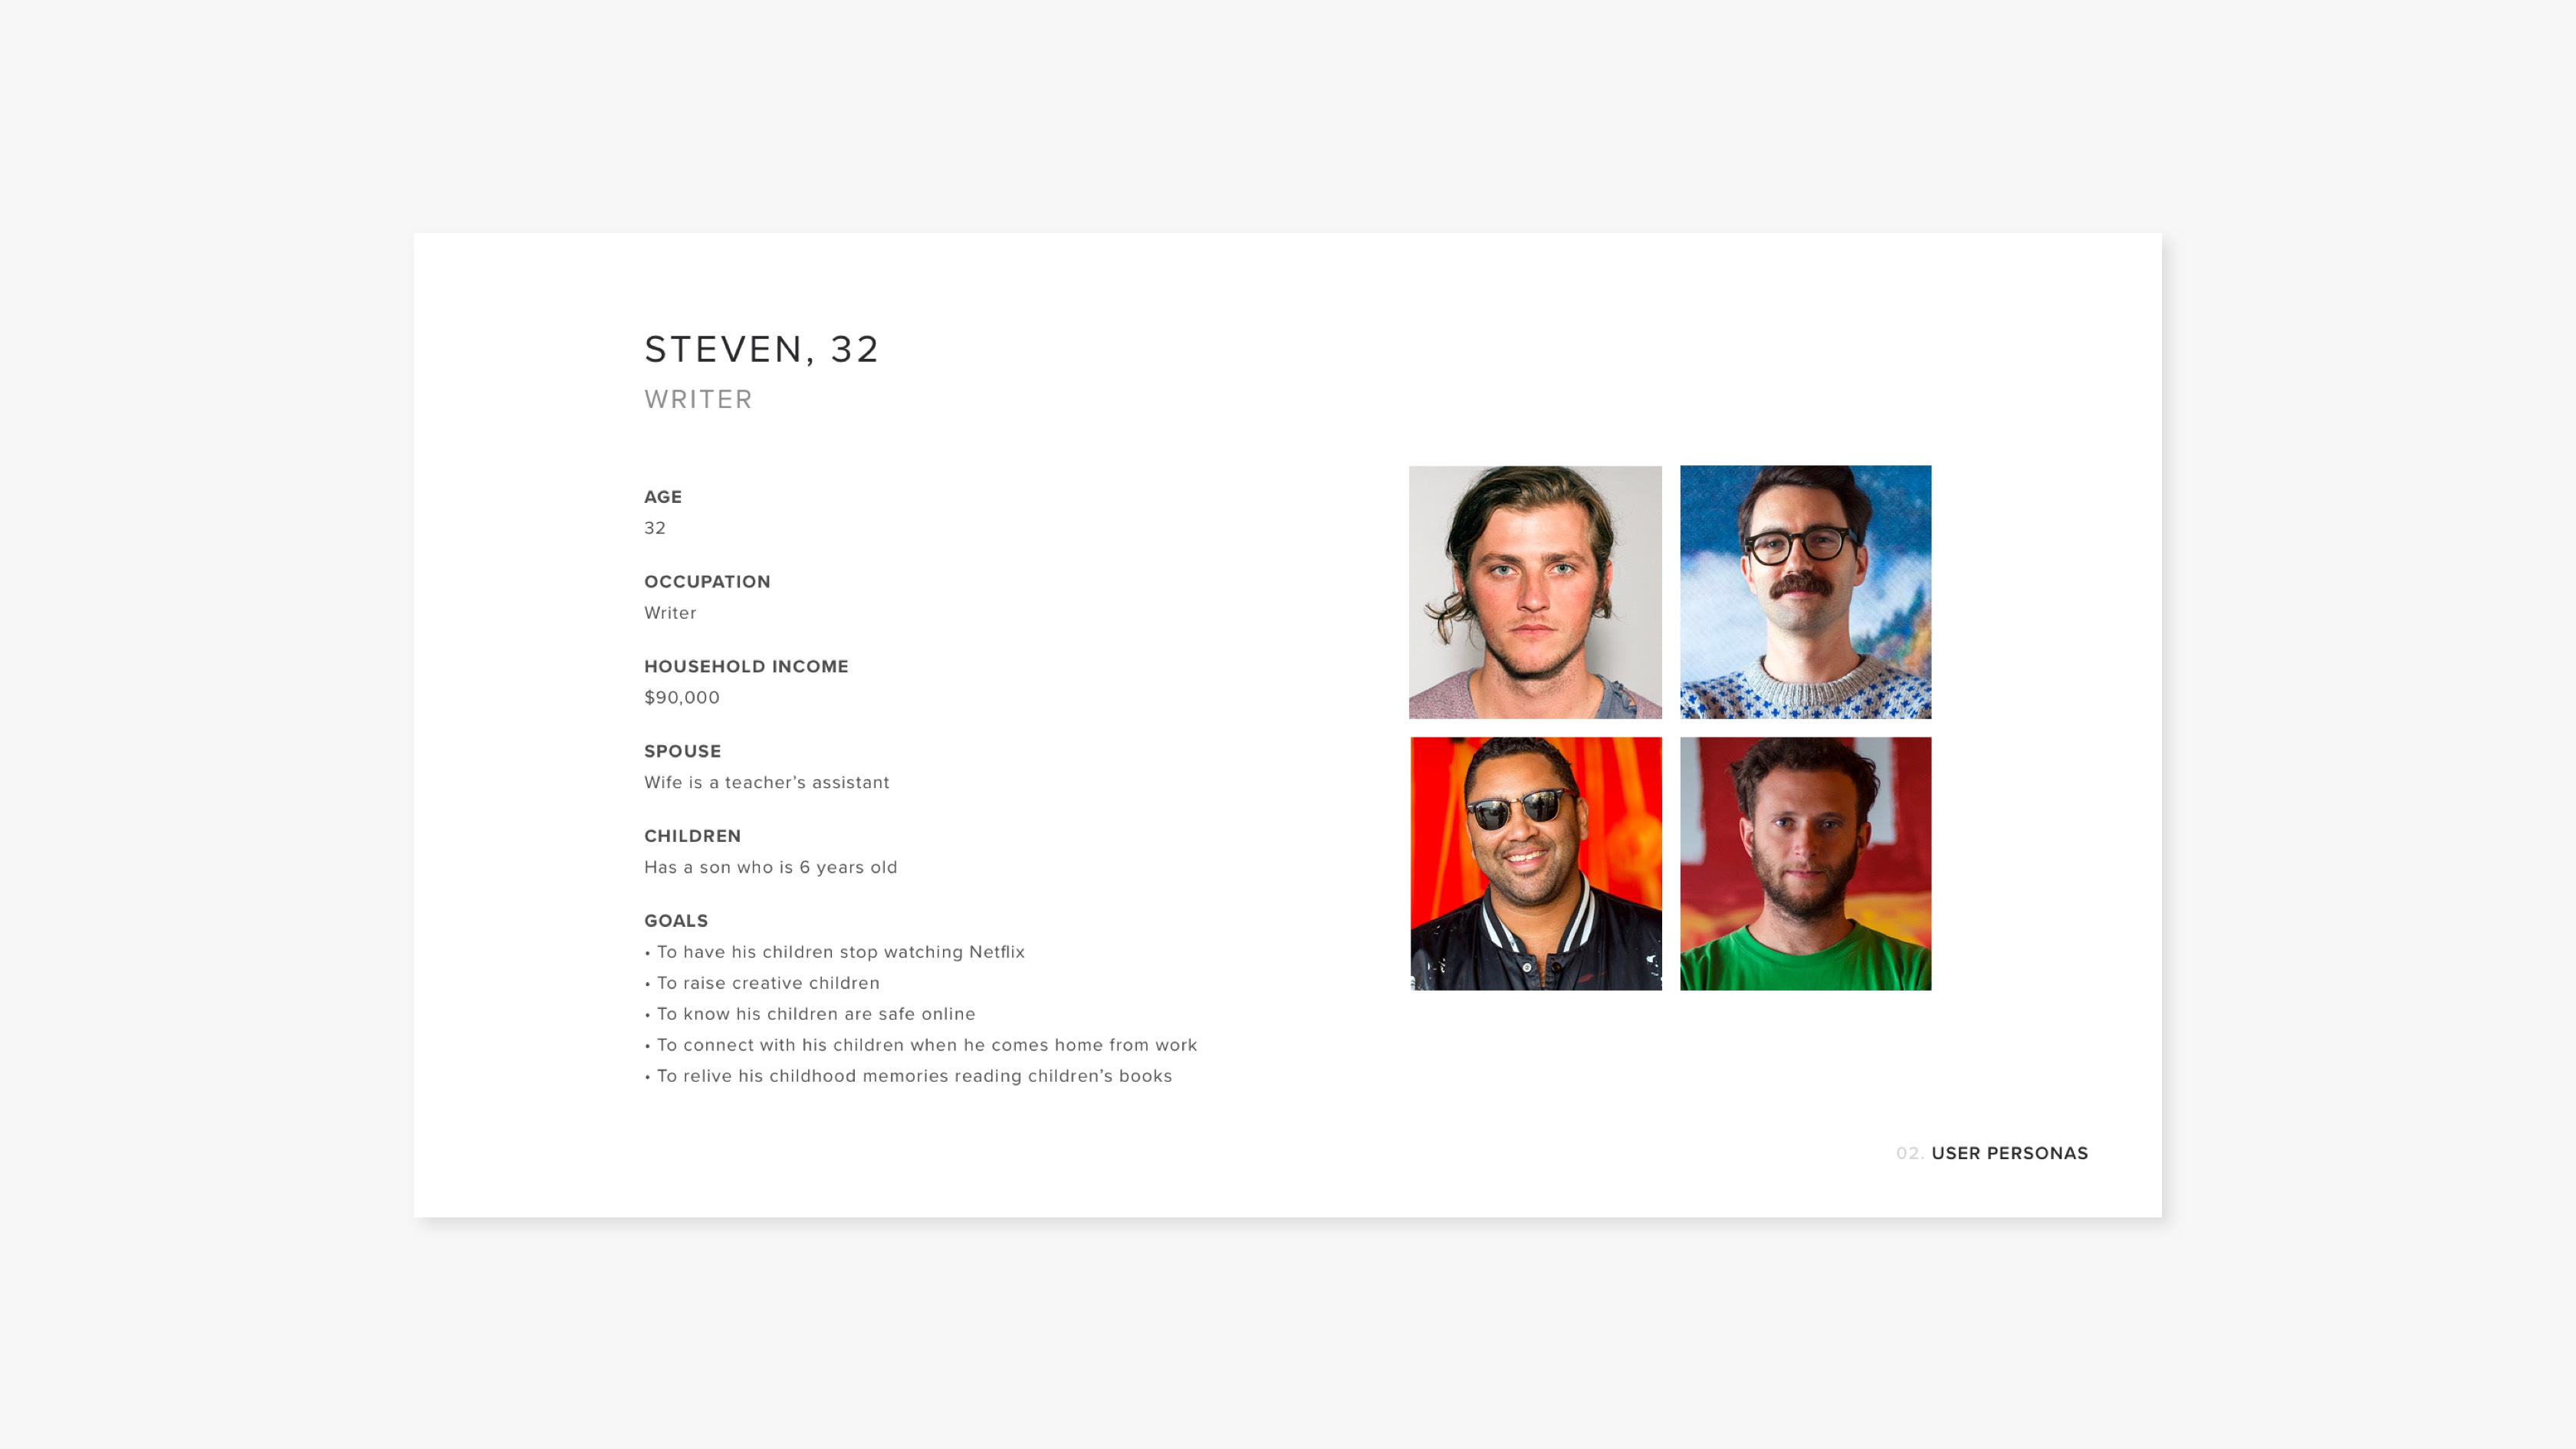 STEVEN, 32
WRITER
AGE
32
OCCUPATION
Writer
HOUSEHOLD INCOME
$90,000
SPOUSE
Wife is a teacher’s assistant
CHILDREN
Has a son who is 6 years old
GOALS
• To have his children stop watching Netflix
• To raise creative children
• To know his children are safe online
• To connect with his children when he comes home from work
• To relive his childhood memories reading children’s books
02. USER PERSONAS